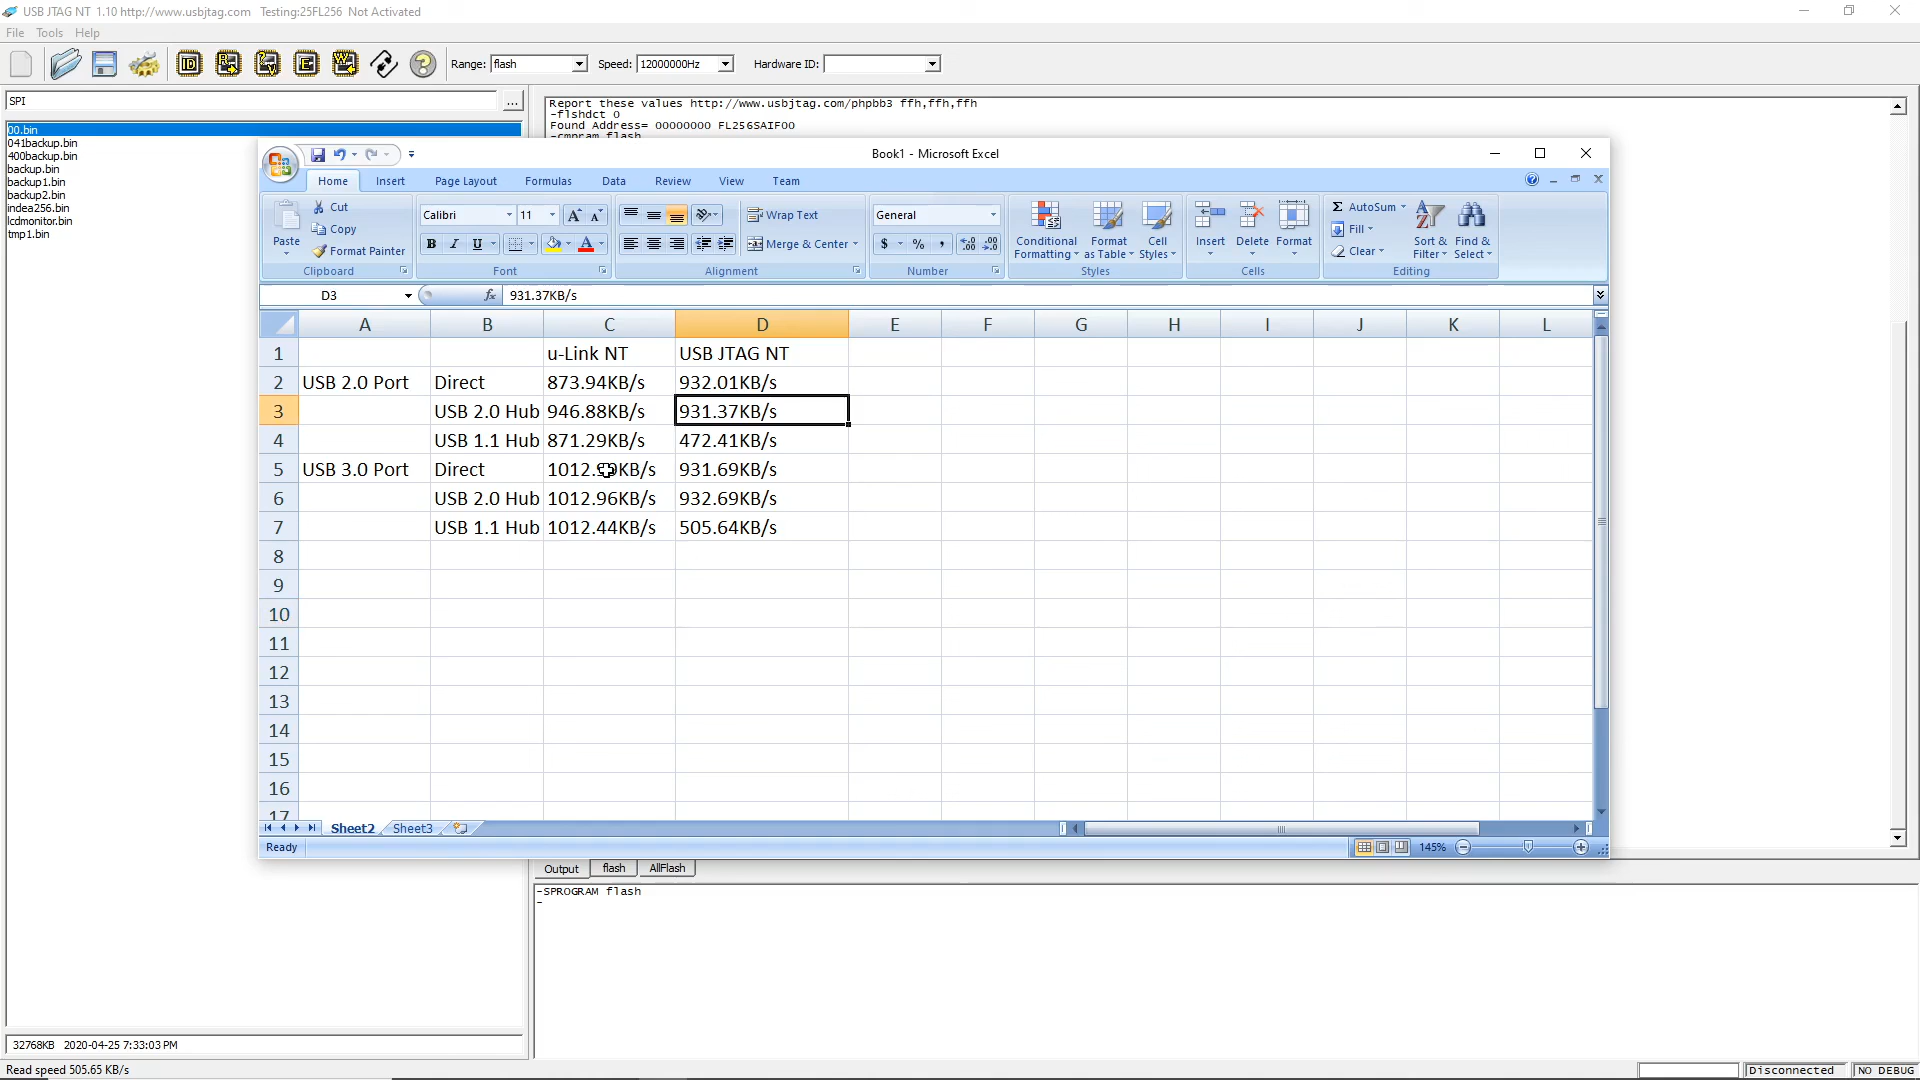 USB JTAG NT 1.10 http://www.usbjtag.com Testing:25FL256 Not Activated
File Tools Help
ID R ? V E W
Range: flash Speed: 12000000Hz Hardware ID:
SPI ...
00.bin
041backup.bin
400backup.bin
backup.bin
backup1.bin
backup2.bin
indea256.bin
lcdmonitor.bin
tmp1.bin
Report these values http://www.usbjtag.com/phpbb3 ffh,ffh,ffh
-flshdct 0
Found Address= 00000000 FL256SAIF00
-cmpram flash
Book1 - Microsoft Excel
Home Insert Page Layout Formulas Data Review View Team
Paste Cut
Copy
Format Painter
Clipboard
Calibri 11
B I U
Font
Wrap Text
Merge & Center
Alignment
General
$ % ,
Number
Conditional Formatting
Format as Table
Cell Styles
Styles
Insert Delete Format
Cells
Σ AutoSum
Fill
Clear
Sort & Filter
Find & Select
Editing
D3 fx 931.37KB/s
A B C D E F G H I J K L
1 u-Link NT USB JTAG NT
2 USB 2.0 Port Direct 873.94KB/s 932.01KB/s
3 USB 2.0 Hub 946.88KB/s 931.37KB/s
4 USB 1.1 Hub 871.29KB/s 472.41KB/s
5 USB 3.0 Port Direct 931.69KB/s
6 USB 2.0 Hub 1012.96KB/s 932.69KB/s
7 USB 1.1 Hub 1012.44KB/s 505.64KB/s
8
9
10
11
12
13
14
15
16
17
Sheet2 Sheet3
Ready 145%
Output flash AllFlash
-SPROGRAM flash
-
32768KB 2020-04-25 7:33:03 PM
Read speed 505.65 KB/s Disconnected NO DEBUG